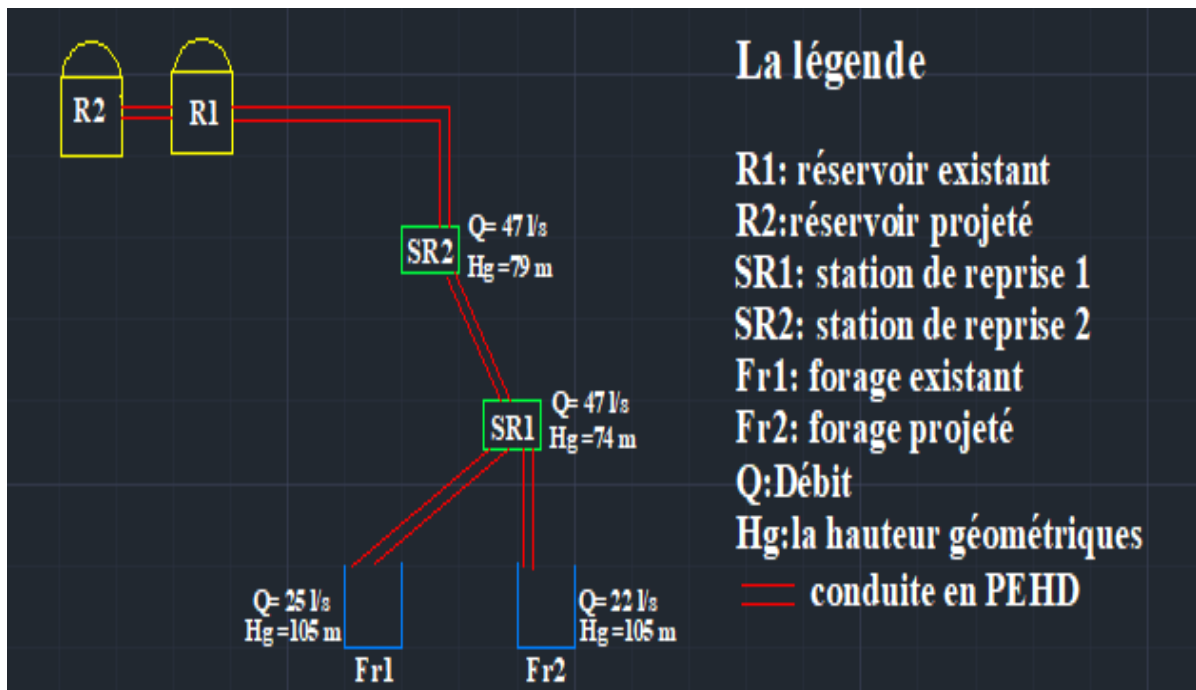 R2
R1
Q= 47 l/s
Hg =79 m
SR2
Q= 47 l/s
Hg =74 m
SR1
Q= 25 l/s
Hg =105 m
Fr1
Q= 22 l/s
Hg =105 m
Fr2
La légende
R1: réservoir existant
R2:réservoir projeté
SR1: station de reprise 1
SR2: station de reprise 2
Fr1: forage existant
Fr2: forage projeté
Q:Débit
Hg:la hauteur géométriques
conduite en PEHD